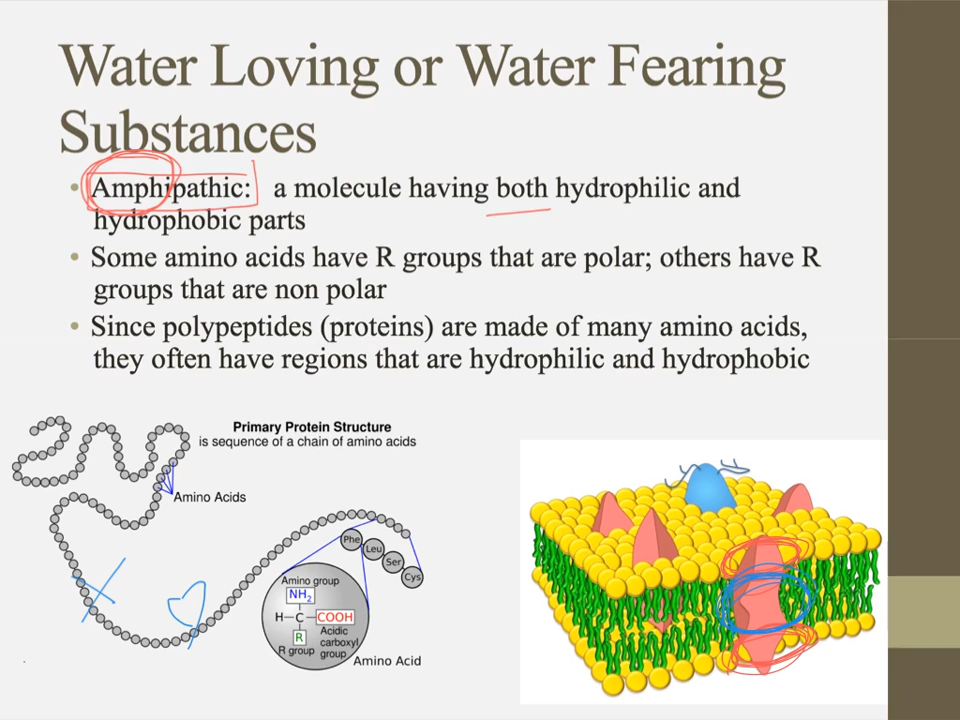 Water Loving or Water Fearing
Substances
• Amphipathic: a molecule having both hydrophilic and
hydrophobic parts
• Some amino acids have R groups that are polar; others have R
groups that are non polar
• Since polypeptides (proteins) are made of many amino acids,
they often have regions that are hydrophilic and hydrophobic
Primary Protein Structure
is sequence of a chain of amino acids
Amino Acids
Phe
Leu
Ser
Cys
Amino group
NH₂
H–C–COOH
R
Acidic
carboxyl
group
R group
Amino Acid